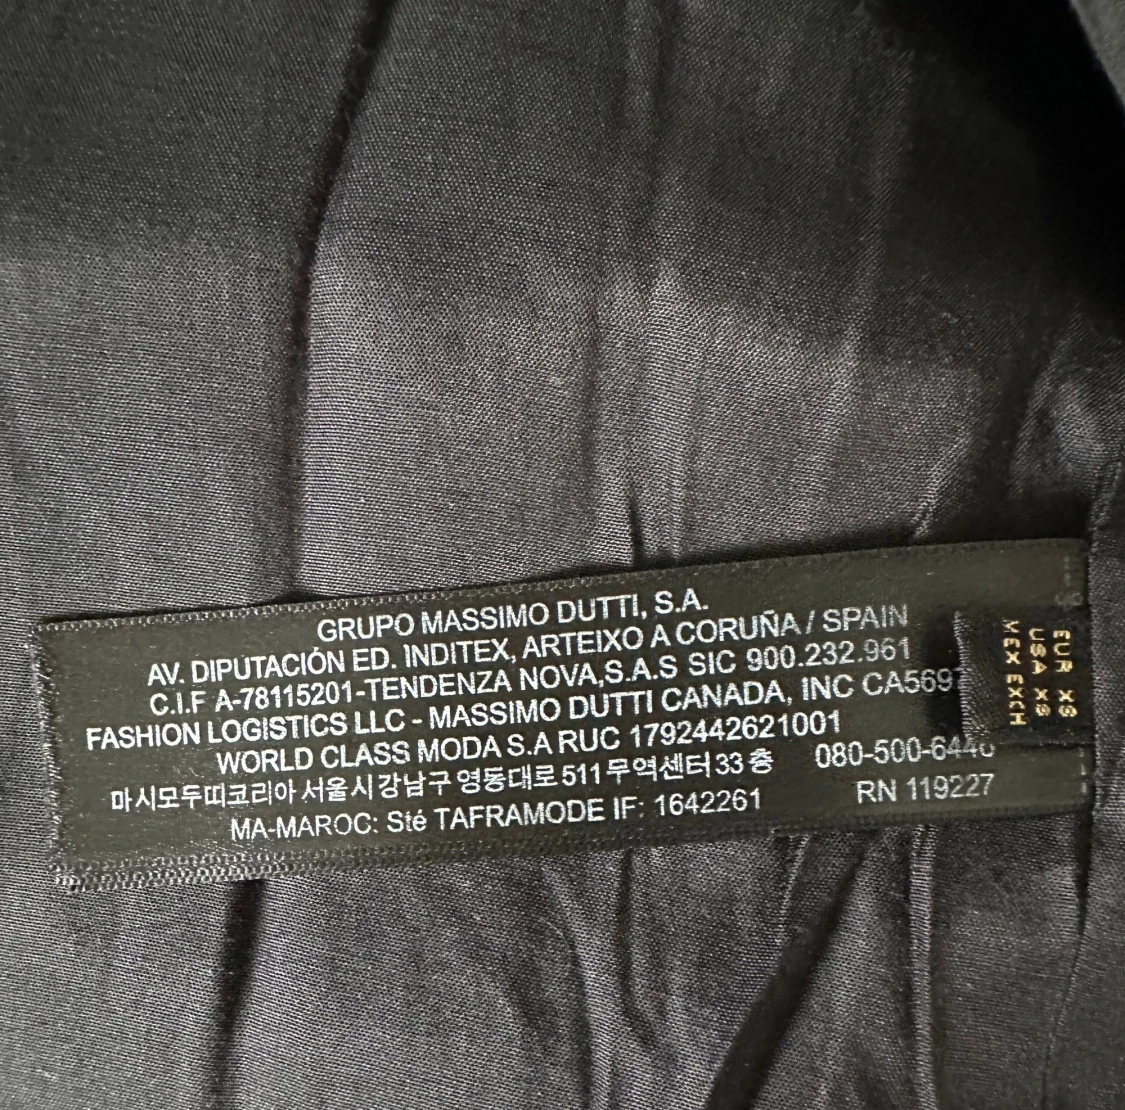 GRUPO MASSIMO DUTTI, S.A.
AV. DIPUTACIÓN ED. INDITEX, ARTEIXO A CORUÑA / SPAIN
C.I.F A-78115201-TENDENZA NOVA,S.A.S SIC 900.232.961
FASHION LOGISTICS LLC - MASSIMO DUTTI CANADA, INC
WORLD CLASS MODA S.A RUC 1792442621001
마시모두띠코리아 서울시강남구영동대로511무역센터33층 080-500-6446
MA-MAROC: Sté TAFRAMODE IF: 1642261 RN 119227
EUR XS
USA XS
MEX EXCH